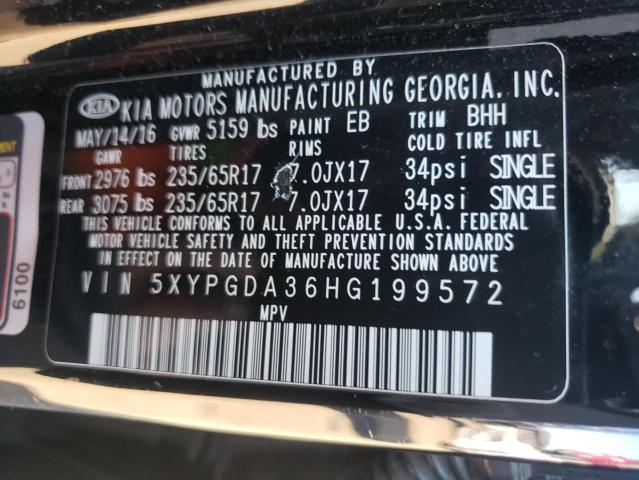 MANUFACTURED BY
KIA KIA MOTORS MANUFACTURING GEORGIA, INC.
MAY/14/16 GVWR 5159 lbs PAINT EB TRIM BHH
GAWR TIRES RIMS COLD TIRE INFL
FRONT 2976 lbs 235/65R17 7.0JX17 34psi SINGLE
REAR 3075 lbs 235/65R17 7.0JX17 34psi SINGLE
THIS VEHICLE CONFORMS TO ALL APPLICABLE U.S.A. FEDERAL
MOTOR VEHICLE SAFETY AND THEFT PREVENTION STANDARDS
IN EFFECT ON THE DATE OF MANUFACTURE SHOWN ABOVE
VIN 5XYPGDA36HG199572
MPV
6100